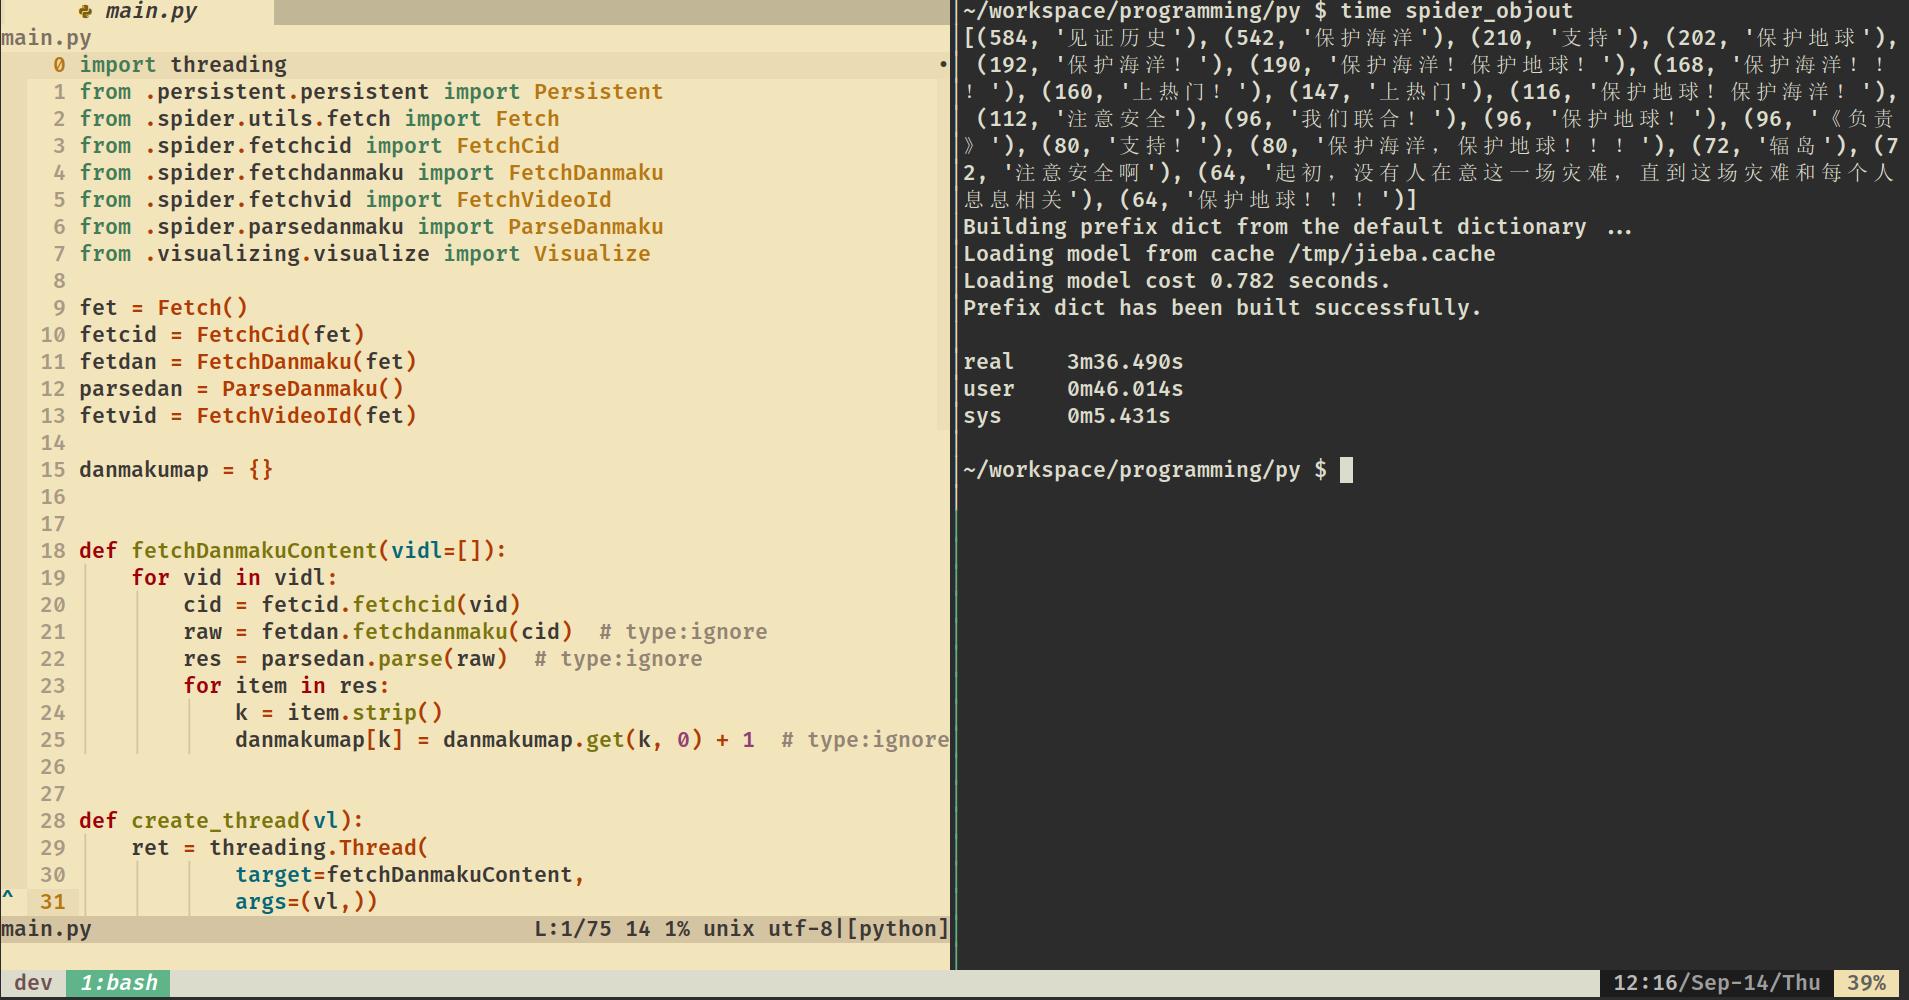 main.py
main.py
0 import threading
1 from .persistent.persistent import Persistent
2 from .spider.utils.fetch import Fetch
3 from .spider.fetchcid import FetchCid
4 from .spider.fetchdanmaku import FetchDanmaku
5 from .spider.fetchvid import FetchVideoId
6 from .spider.parsedanmaku import ParseDanmaku
7 from .visualizing.visualize import Visualize
8
9 fet = Fetch()
10 fetcid = FetchCid(fet)
11 fetdan = FetchDanmaku(fet)
12 parsedan = ParseDanmaku()
13 fetvid = FetchVideoId(fet)
14
15 danmakumap = {}
16
17
18 def fetchDanmakuContent(vidl=[]):
19     for vid in vidl:
20         cid = fetcid.fetchcid(vid)
21         raw = fetdan.fetchdanmaku(cid)  # type:ignore
22         res = parsedan.parse(raw)  # type:ignore
23         for item in res:
24             k = item.strip()
25             danmakumap[k] = danmakumap.get(k, 0) + 1  # type:ignore
26
27
28 def create_thread(vl):
29     ret = threading.Thread(
30             target=fetchDanmakuContent,
^ 31             args=(vl,))
main.py L:1/75 14 1% unix utf-8|[python]
~/workspace/programming/py $ time spider_objout
[(584, '见证历史'), (542, '保护海洋'), (210, '支持'), (202, '保护地球'),
(192, '保护海洋！'), (190, '保护海洋！保护地球！'), (168, '保护海洋！！
！'), (160, '上热门！'), (147, '上热门'), (116, '保护地球！保护海洋！'),
(112, '注意安全'), (96, '我们联合！'), (96, '保护地球！'), (96, '《负责
》'), (80, '支持！'), (80, '保护海洋，保护地球！！！'), (72, '辐岛'), (7
2, '注意安全啊'), (64, '起初，没有人在意这一场灾难，直到这场灾难和每个人
息息相关'), (64, '保护地球！！！')]
Building prefix dict from the default dictionary ...
Loading model from cache /tmp/jieba.cache
Loading model cost 0.782 seconds.
Prefix dict has been built successfully.
real 3m36.490s
user 0m46.014s
sys 0m5.431s
~/workspace/programming/py $
dev 1:bash 12:16/Sep-14/Thu 39%